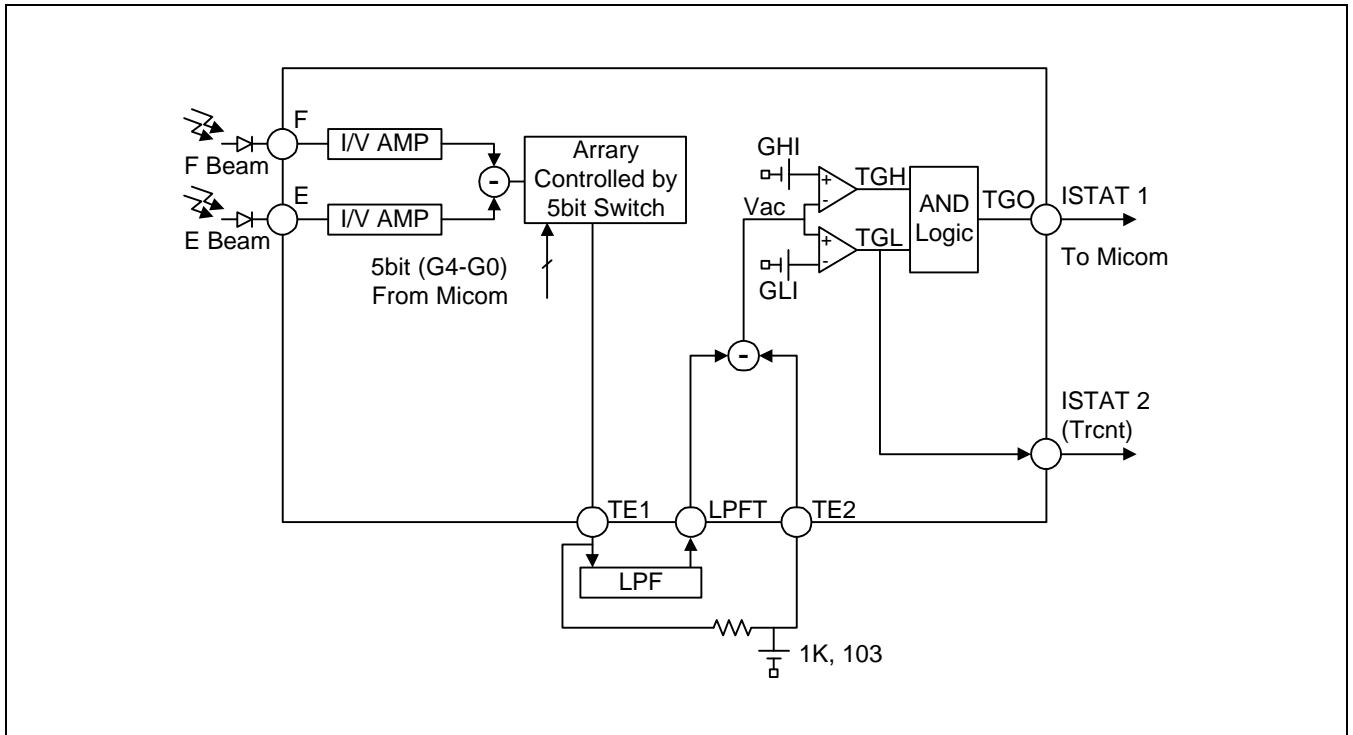 F
F Beam
I/V AMP
E
E Beam
I/V AMP
-
Arrary
Controlled by
5bit Switch
5bit (G4-G0)
From Micom
GHI
+
-
TGH
Vac
+
-
TGL
GLI
AND
Logic
TGO
ISTAT 1
To Micom
-
ISTAT 2
(Trcnt)
TE1
LPFT
TE2
LPF
1K, 103